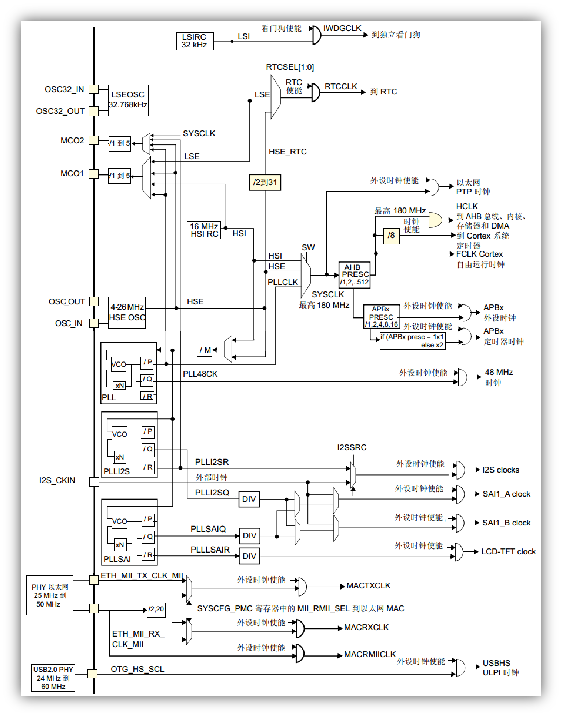 看门狗使能
IWDGCLK
到独立看门狗
LSIRC
32 kHz
LSI
RTCSEL[1:0]
OSC32_IN
OSC32_OUT
LSEOSC
32.768kHz
LSE
RTC
使能
RTCCLK
到 RTC
MCO2
/1 到 5
SYSCLK
LSE
HSE_RTC
MCO1
/1 到 5
/2到31
外设时钟使能
以太网
PTP 时钟
16 MHz
HSI RC
HSI
最高 180 MHz
时钟
使能
HCLK
到 AHB 总线、内核、
存储器和 DMA
/8
到 Cortex 系统
定时器
FCLK Cortex
自由运行时钟
SW
HSI
HSE
PLLCLK
SYSCLK
最高 180 MHz
AHB
PRESC
/1,2,..512
OSC_OUT
OSC_IN
4-26 MHz
HSE OSC
HSE
APBx
PRESC
/1,2,4,8,16
外设时钟使能
APBx
外设时钟
外设时钟使能
if (APBx presc = 1x1
else x2
APBx
定时器时钟
/ M
VCO
xN
/ P
/ Q
/ R
PLL
PLL48CK
外设时钟使能
48 MHz
时钟
VCO
xN
/ P
/ Q
/ R
PLLI2S
I2SSRC
PLLI2SR
外设时钟使能
I2S clocks
I2S_CKIN
外部时钟
PLLI2SQ
DIV
外设时钟使能
SAI1_A clock
外设时钟使能
SAI1_B clock
VCO
xN
/ P
/ Q
/ R
PLLSAI
PLLSAIQ
DIV
PLLLSAIR
DIV
外设时钟使能
LCD-TFT clock
PHY 以太网
25 MHz 到
50 MHz
ETH_MII_TX_CLK_MII
外设时钟使能
MACTXCLK
/2,20
SYSCFG_PMC 寄存器中的 MII_RMII_SEL 到以太网 MAC
ETH_MII_RX_
CLK_MII
外设时钟使能
MACRXCLK
外设时钟使能
MACRMIICLK
USB2.0 PHY
24 MHz 到
60 MHz
OTG_HS_SCL
外设时钟使能
USBHS
ULPI 时钟